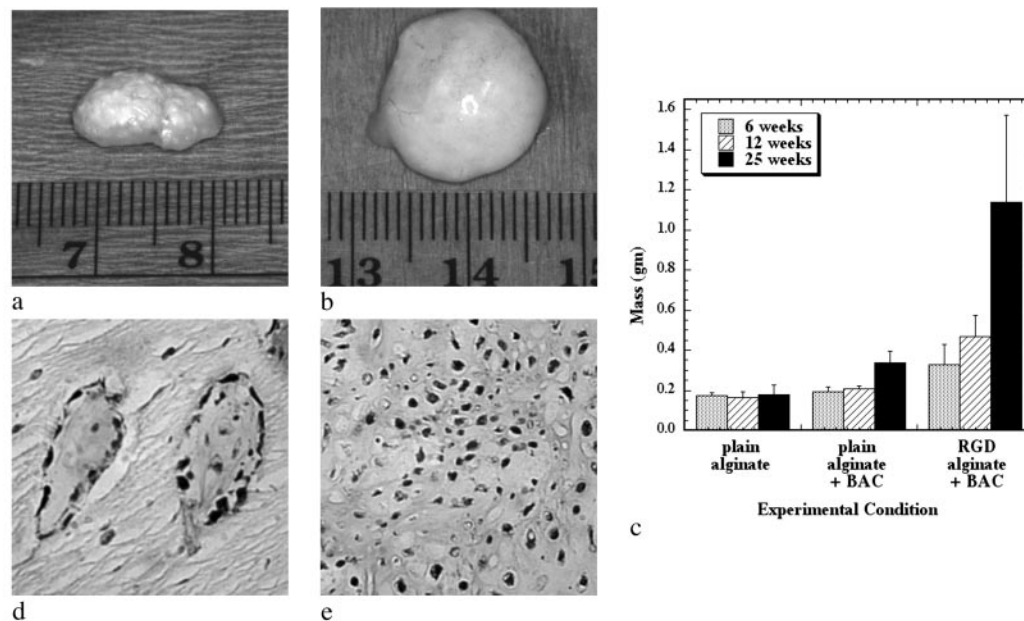 7 8
a
13 14 15
b
1.6
1.4
1.2
1.0
0.8
0.6
0.4
0.2
0.0
Mass (gm)
6 weeks
12 weeks
25 weeks
plain
alginate
plain
alginate
+ BAC
RGD
alginate
+ BAC
Experimental Condition
c
d
e